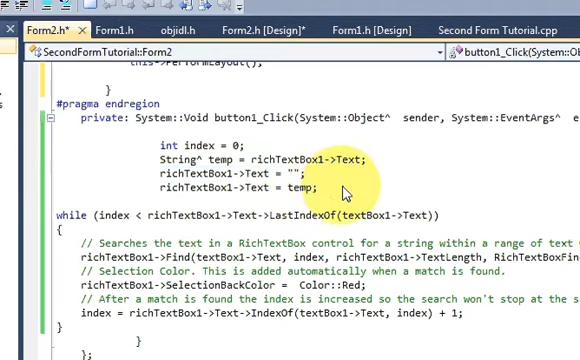 Form2.h* Form1.h objidl.h Form2.h [Design]* Form1.h [Design] Second Form Tutorial.cpp
SecondFormTutorial::Form2 button1_Click(System::Ob
this->PerformLayout();
}
#pragma endregion
private: System::Void button1_Click(System::Object^ sender, System::EventArgs^ e
int index = 0;
String^ temp = richTextBox1->Text;
richTextBox1->Text = "";
richTextBox1->Text = temp;
while (index < richTextBox1->Text->LastIndexOf(textBox1->Text))
{
// Searches the text in a RichTextBox control for a string within a range of text
richTextBox1->Find(textBox1->Text, index, richTextBox1->TextLength, RichTextBoxFin
// Selection Color. This is added automatically when a match is found.
richTextBox1->SelectionBackColor = Color::Red;
// After a match is found the index is increased so the search won't stop at the s
index = richTextBox1->Text->IndexOf(textBox1->Text, index) + 1;
}
}
};